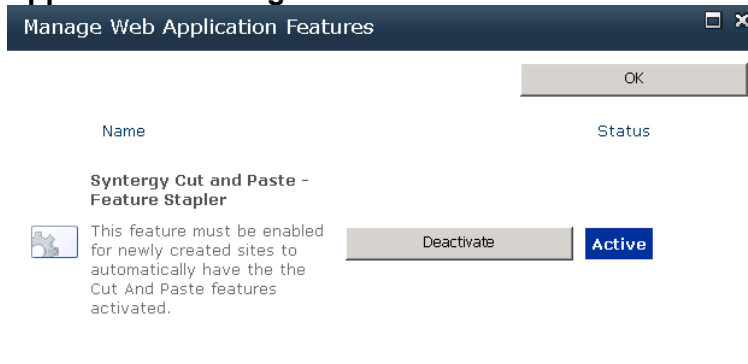 Manage Web Application Features
OK
Name Status
Syntergy Cut and Paste -
Feature Stapler
This feature must be enabled
for newly created sites to
automatically have the the
Cut And Paste features
activated.
Deactivate
Active